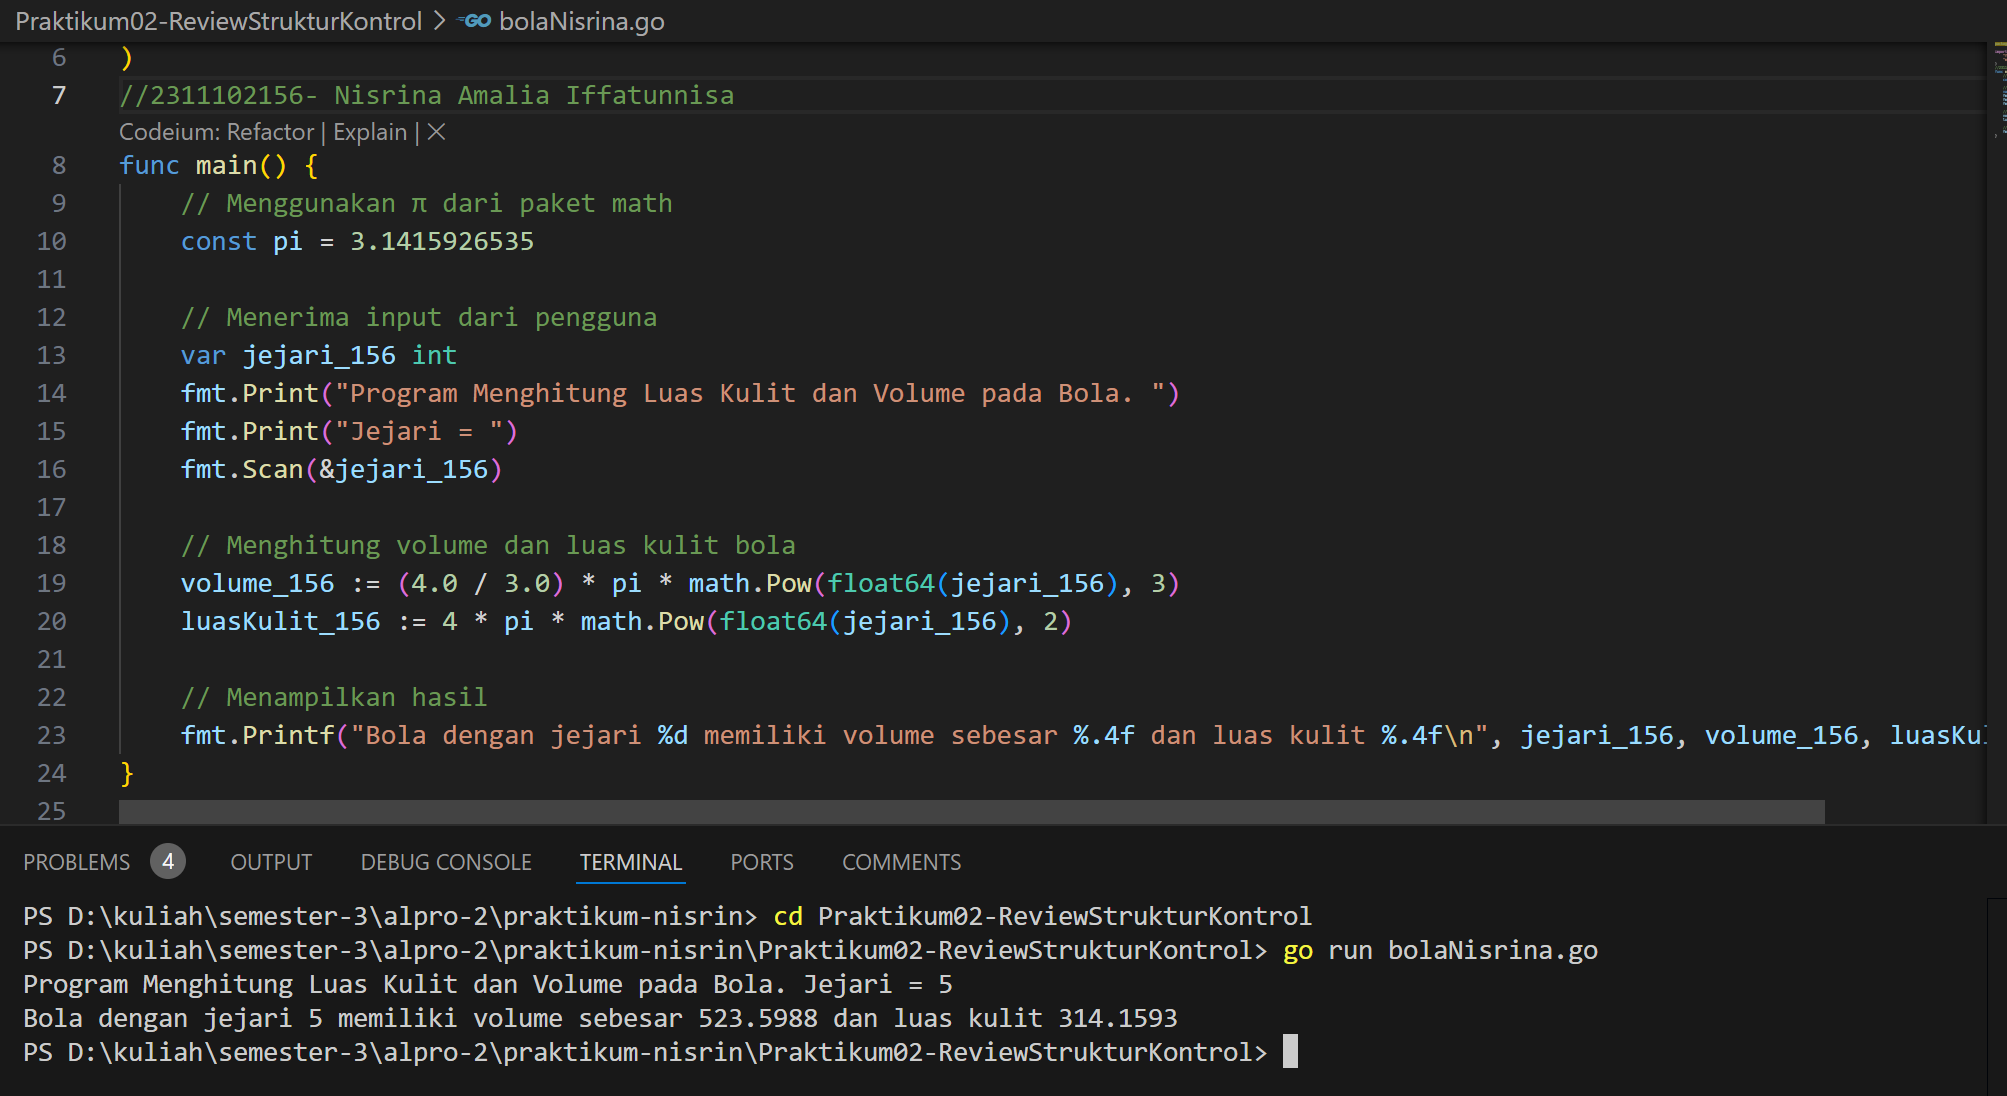 Praktikum02-ReviewStrukturKontrol > GO bolaNisrina.go
6 )
7 //2311102156- Nisrina Amalia Iffatunnisa
Codeium: Refactor | Explain | ×
8 func main() {
9 // Menggunakan π dari paket math
10 const pi = 3.1415926535
11
12 // Menerima input dari pengguna
13 var jejari_156 int
14 fmt.Print("Program Menghitung Luas Kulit dan Volume pada Bola. ")
15 fmt.Print("Jejari = ")
16 fmt.Scan(&jejari_156)
17
18 // Menghitung volume dan luas kulit bola
19 volume_156 := (4.0 / 3.0) * pi * math.Pow(float64(jejari_156), 3)
20 luasKulit_156 := 4 * pi * math.Pow(float64(jejari_156), 2)
21
22 // Menampilkan hasil
23 fmt.Printf("Bola dengan jejari %d memiliki volume sebesar %.4f dan luas kulit %.4f\n", jejari_156, volume_156, luasKul
24 }
25
PROBLEMS 4 OUTPUT DEBUG CONSOLE TERMINAL PORTS COMMENTS
PS D:\kuliah\semester-3\alpro-2\praktikum-nisrin> cd Praktikum02-ReviewStrukturKontrol
PS D:\kuliah\semester-3\alpro-2\praktikum-nisrin\Praktikum02-ReviewStrukturKontrol> go run bolaNisrina.go
Program Menghitung Luas Kulit dan Volume pada Bola. Jejari = 5
Bola dengan jejari 5 memiliki volume sebesar 523.5988 dan luas kulit 314.1593
PS D:\kuliah\semester-3\alpro-2\praktikum-nisrin\Praktikum02-ReviewStrukturKontrol>